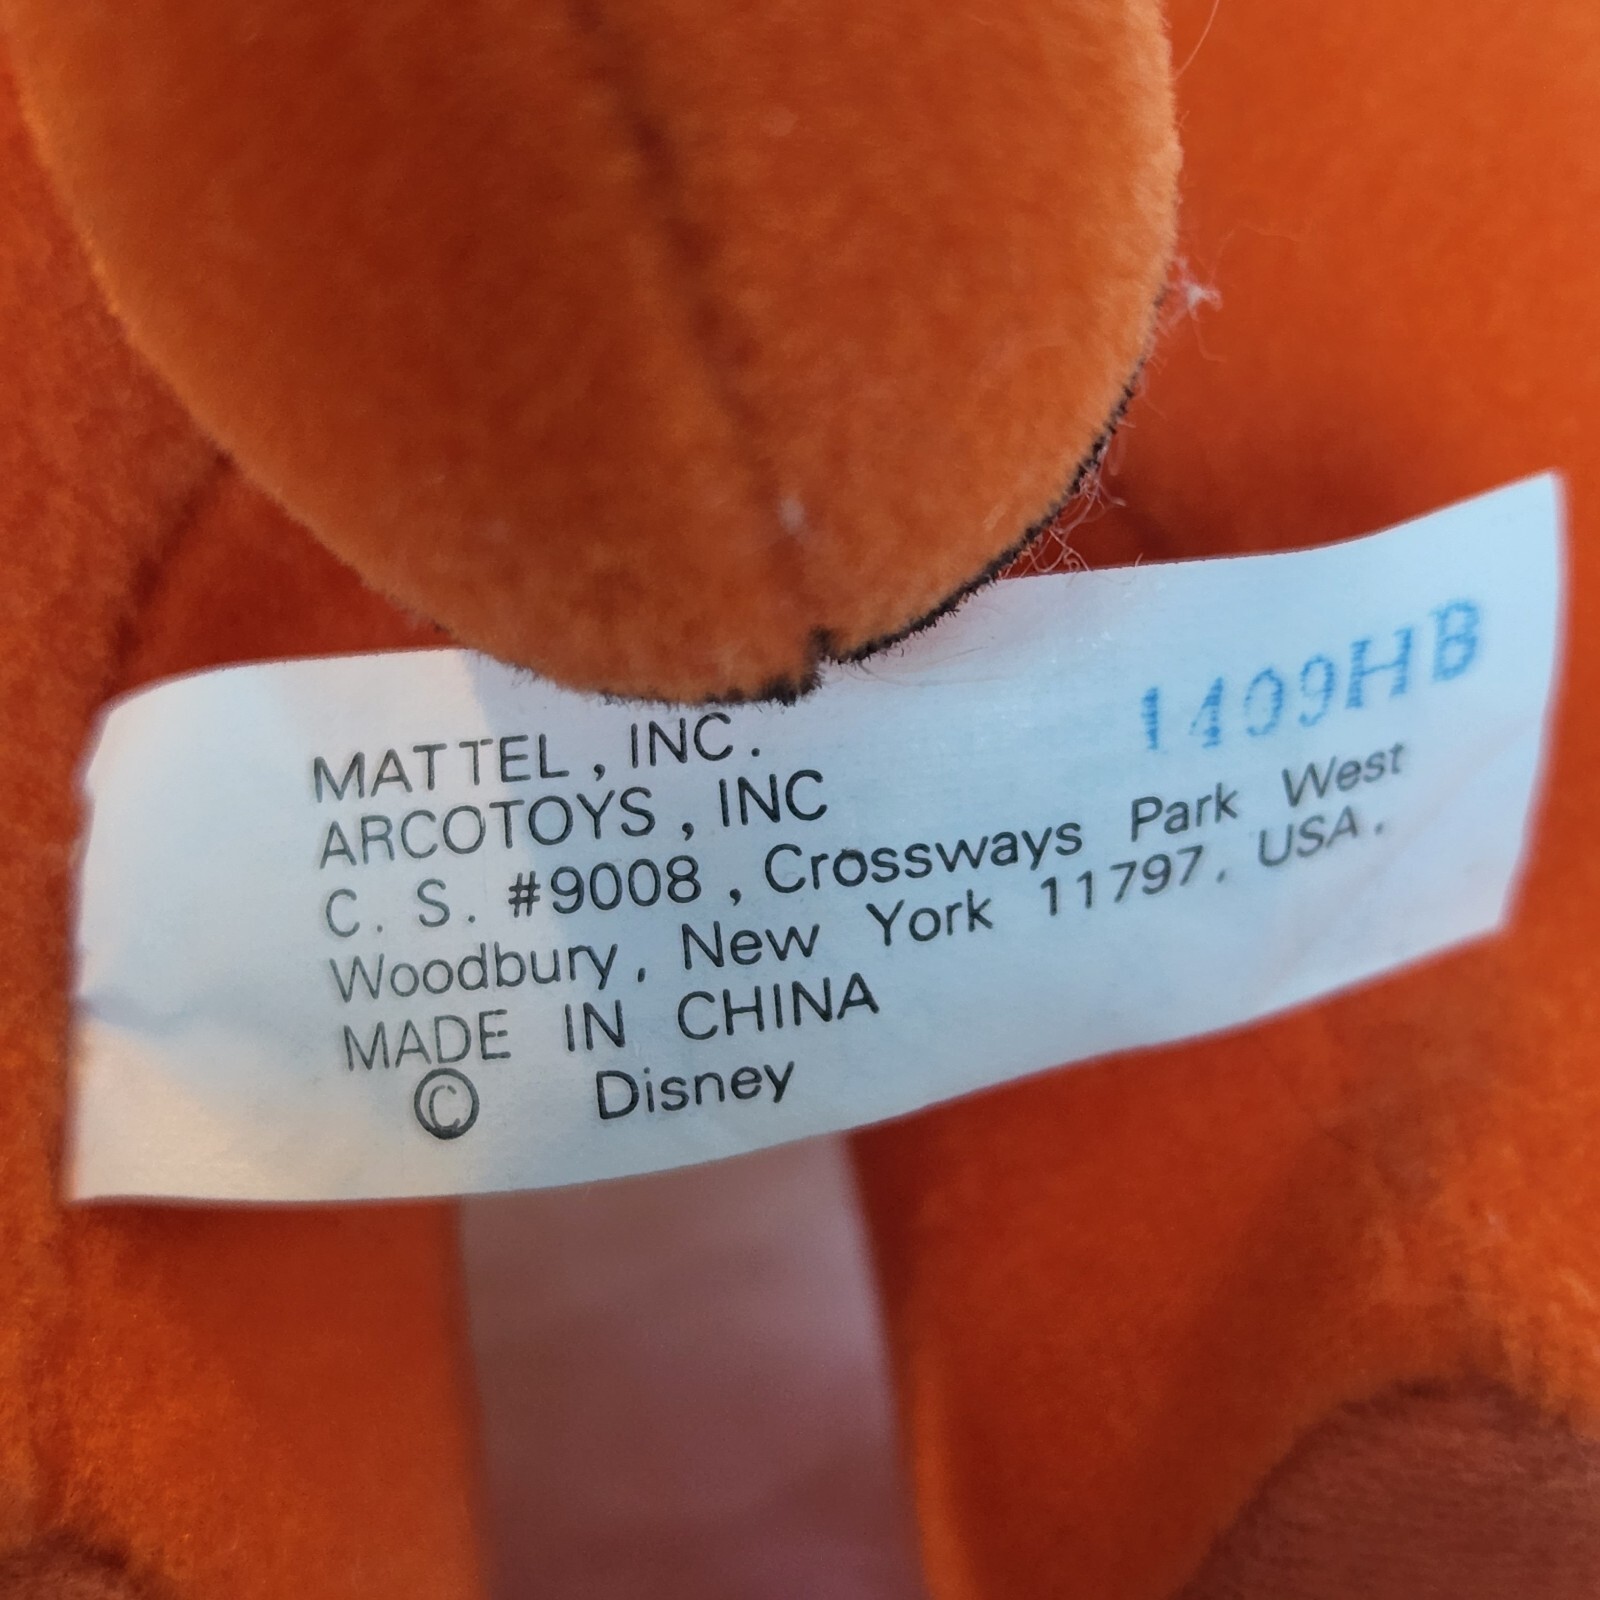 1409HB
MATTEL, INC.
ARCOTOYS, INC
C. S. #9008, Crossways Park West
Woodbury, New York 11797, USA.
MADE IN CHINA
© Disney